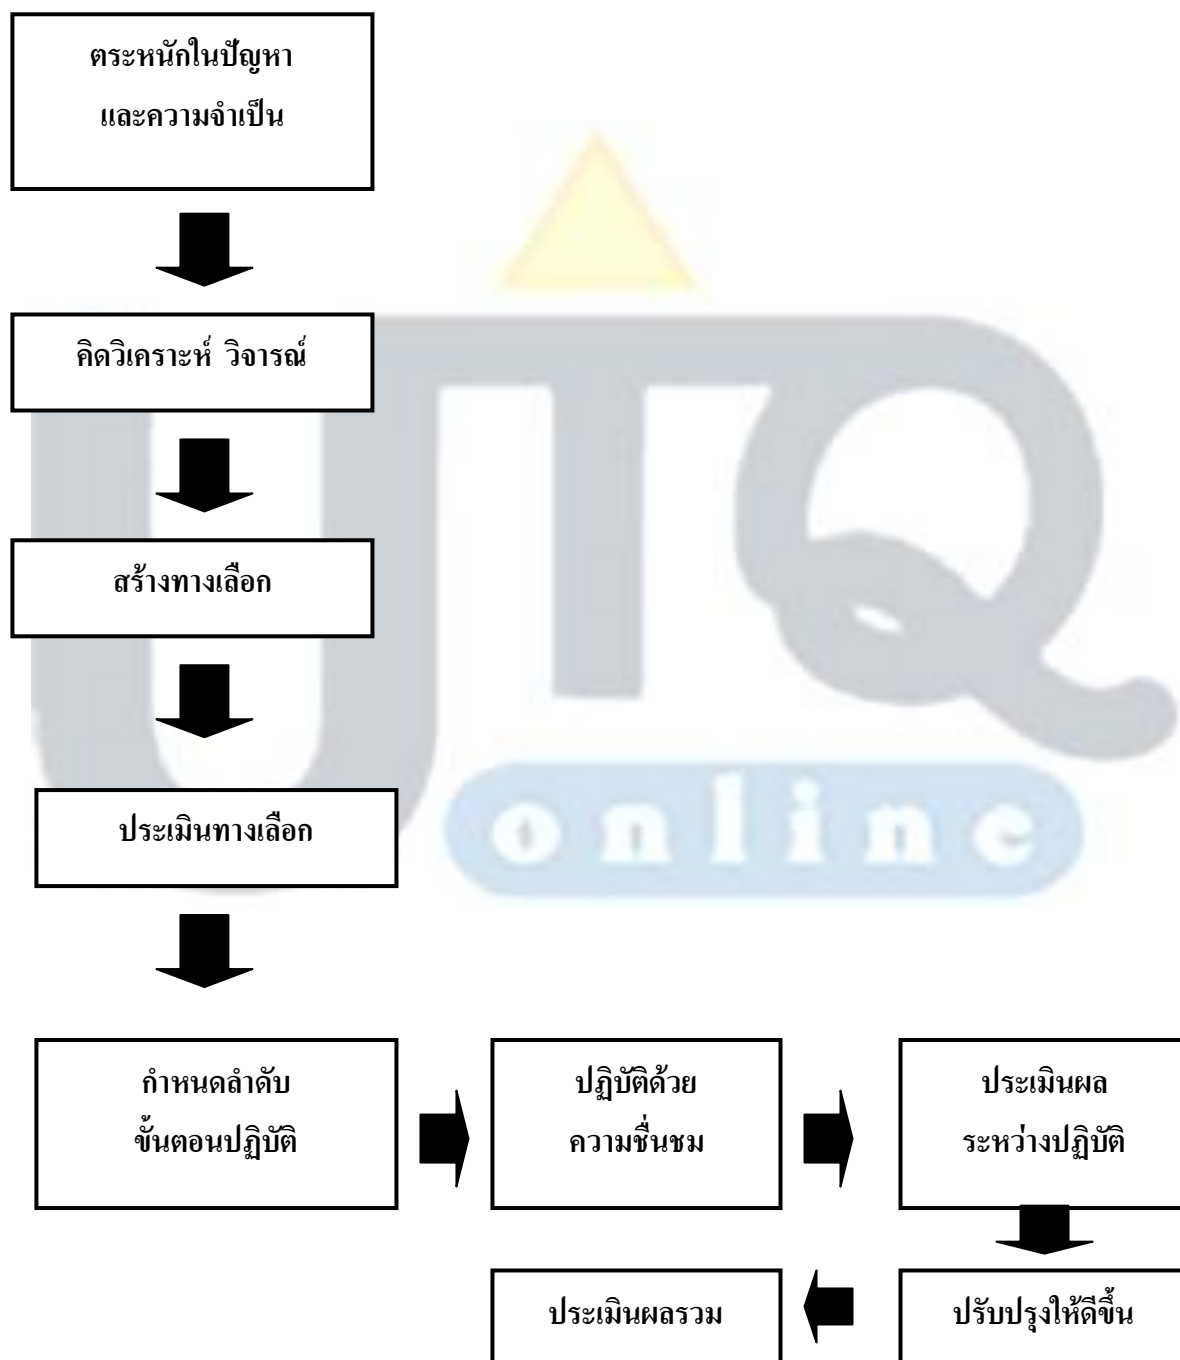 ตระหนักในปัญหา
และความจำเป็น
คิดวิเคราะห์ วิจารณ์
สร้างทางเลือก
ประเมินทางเลือก
กำหนดลำดับ
ขั้นตอนปฏิบัติ
ปฏิบัติด้วย
ความชื่นชม
ประเมินผล
ระหว่างปฏิบัติ
ปรับปรุงให้ดีขึ้น
ประเมินผลรวม
UTQ
online